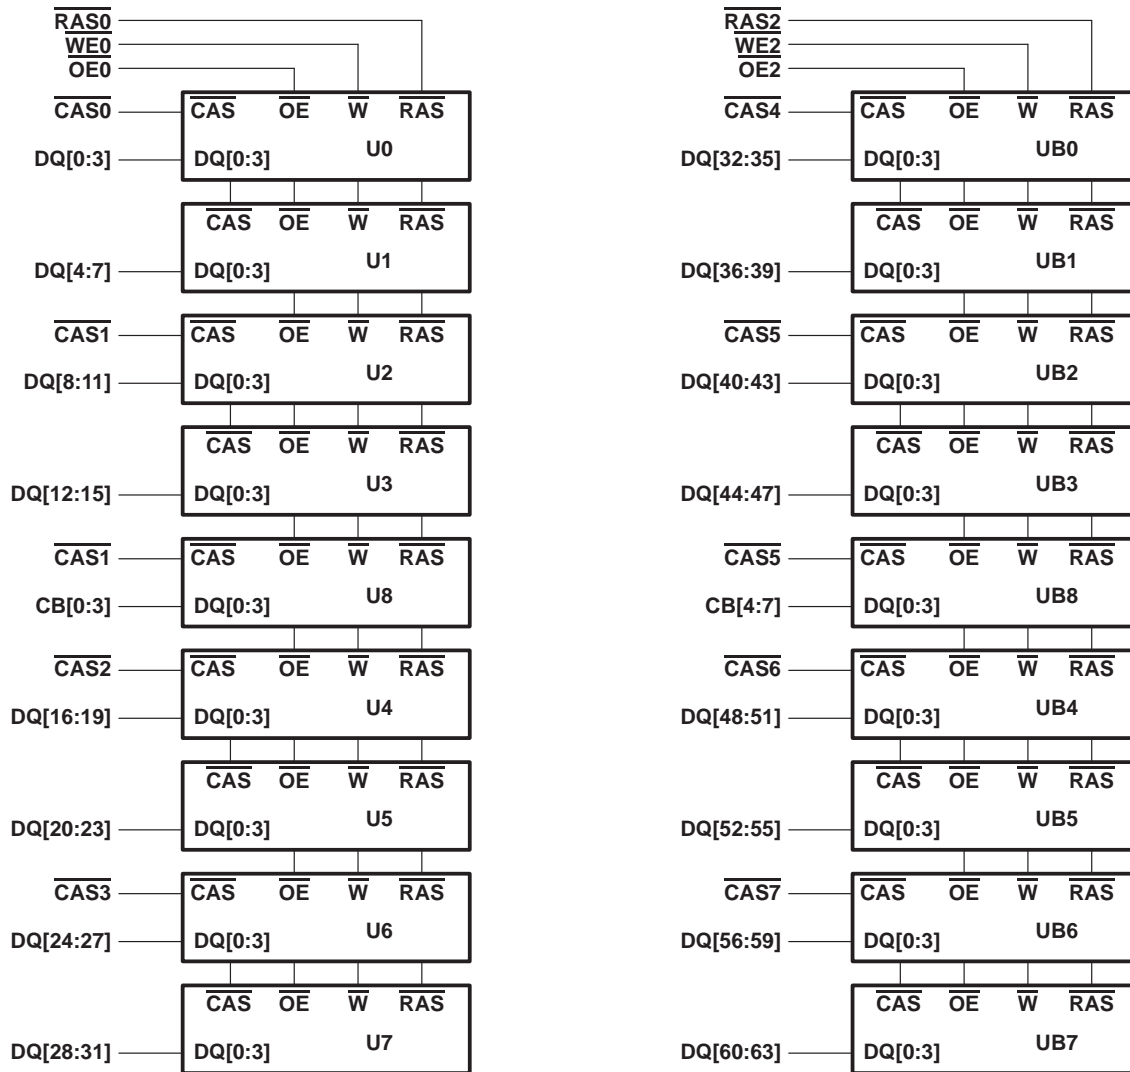 RAS0
WE0
OE0
CAS0
CAS OE W RAS
U0
DQ[0:3] DQ[0:3]
CAS OE W RAS
U1
DQ[4:7] DQ[0:3]
CAS1 CAS OE W RAS
U2
DQ[8:11] DQ[0:3]
CAS OE W RAS
U3
DQ[12:15] DQ[0:3]
CAS1 CAS OE W RAS
U8
CB[0:3] DQ[0:3]
CAS2 CAS OE W RAS
U4
DQ[16:19] DQ[0:3]
CAS OE W RAS
U5
DQ[20:23] DQ[0:3]
CAS3 CAS OE W RAS
U6
DQ[24:27] DQ[0:3]
CAS OE W RAS
U7
DQ[28:31] DQ[0:3]
RAS2
WE2
OE2
CAS4 CAS OE W RAS
UB0
DQ[32:35] DQ[0:3]
CAS OE W RAS
UB1
DQ[36:39] DQ[0:3]
CAS5 CAS OE W RAS
UB2
DQ[40:43] DQ[0:3]
CAS OE W RAS
UB3
DQ[44:47] DQ[0:3]
CAS5 CAS OE W RAS
UB8
CB[4:7] DQ[0:3]
CAS6 CAS OE W RAS
UB4
DQ[48:51] DQ[0:3]
CAS OE W RAS
UB5
DQ[52:55] DQ[0:3]
CAS7 CAS OE W RAS
UB6
DQ[56:59] DQ[0:3]
CAS OE W RAS
UB7
DQ[60:63] DQ[0:3]